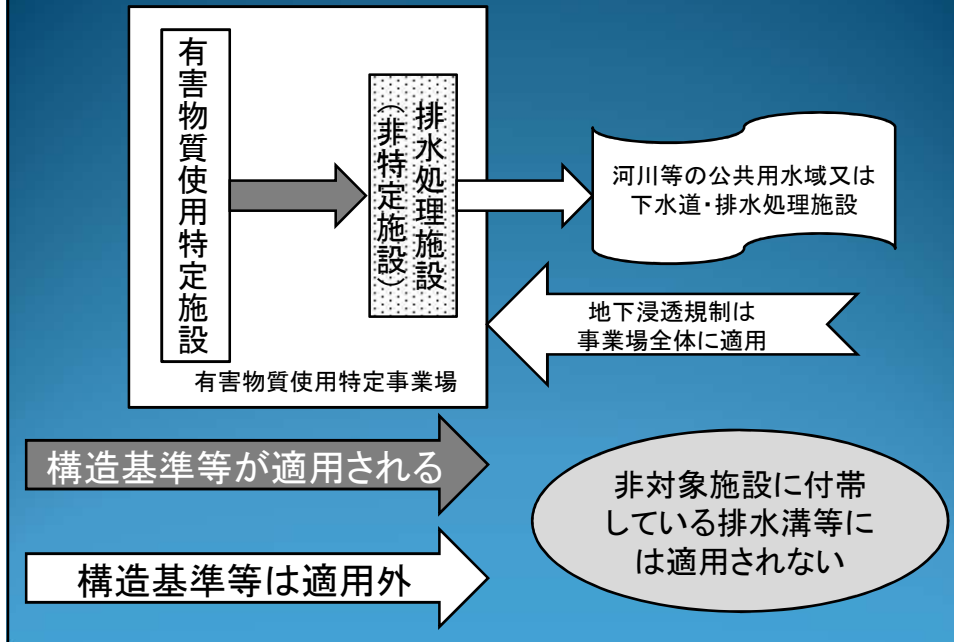 有害物質使用特定施設
排水処理施設
（非特定施設）
河川等の公共用水域又は
下水道・排水処理施設
地下浸透規制は
事業場全体に適用
有害物質使用特定事業場
構造基準等が適用される
非対象施設に付帯
している排水溝等に
は適用されない
構造基準等は適用外